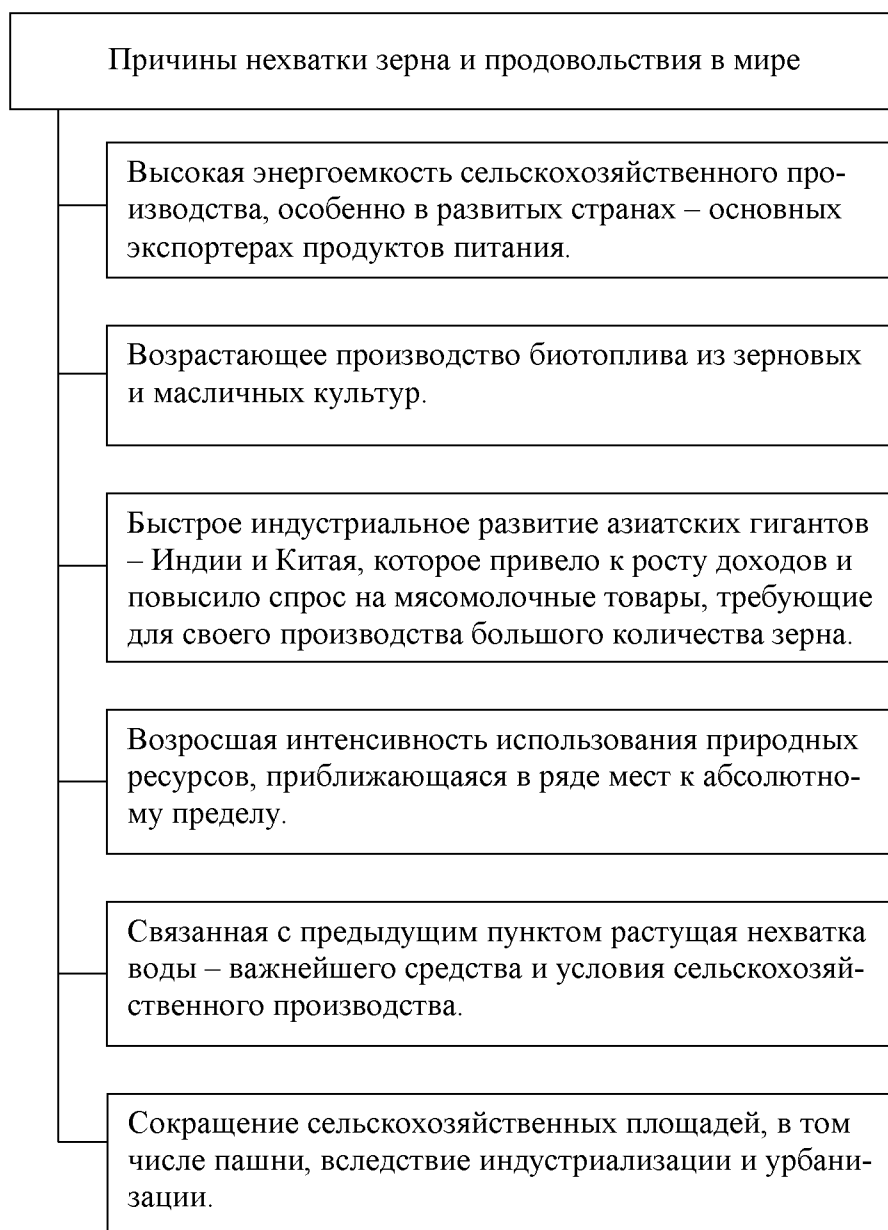 Причины нехватки зерна и продовольствия в мире
Высокая энергоемкость сельскохозяйственного про-
изводства, особенно в развитых странах – основных
экспортерах продуктов питания.
Возрастающее производство биотоплива из зерновых
и масличных культур.
Быстрое индустриальное развитие азиатских гигантов
– Индии и Китая, которое привело к росту доходов и
повысило спрос на мясомолочные товары, требующие
для своего производства большого количества зерна.
Возросшая интенсивность использования природных
ресурсов, приближающаяся в ряде мест к абсолютно-
му пределу.
Связанная с предыдущим пунктом растущая нехватка
воды – важнейшего средства и условия сельскохозяй-
ственного производства.
Сокращение сельскохозяйственных площадей, в том
числе пашни, вследствие индустриализации и урбани-
зации.